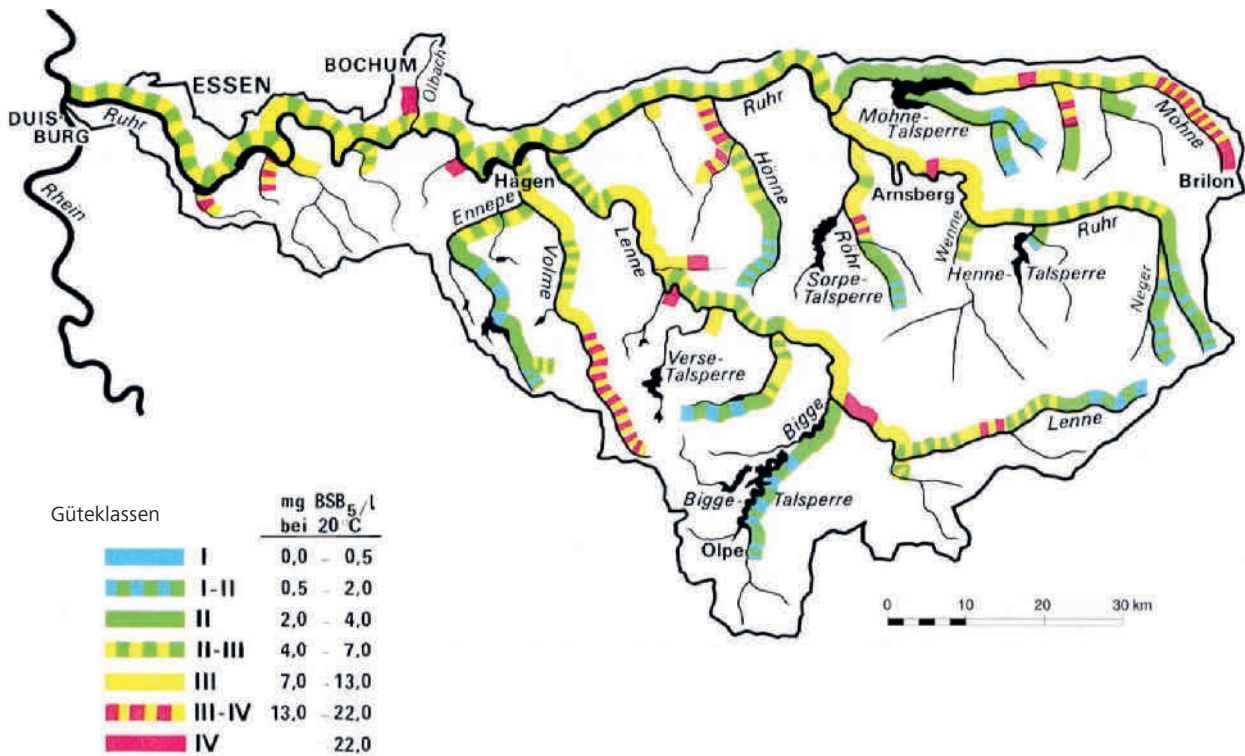 BOCHUM
ESSEN
Olbach
DUIS
BURG
Ruhr
Rhein
Ruhr
Möhne-
Talsperre
Möhne
Brilon
Hagen
Ennepe
Volme
Lenne
Hönne
Arnsberg
Sorpe-
Talsperre
Röhr
Wenne
Henne-
Talsperre
Ruhr
Neger
Verse-
Talsperre
Bigge
Lenne
Bigge-
Talsperre
Olpe
0 10 20 30 km
Güteklassen
mg BSB5/l
bei 20 °C
I 0,0 - 0,5
I-II 0,5 - 2,0
II 2,0 - 4,0
II-III 4,0 - 7,0
III 7,0 - 13,0
III-IV 13,0 - 22,0
IV 22,0